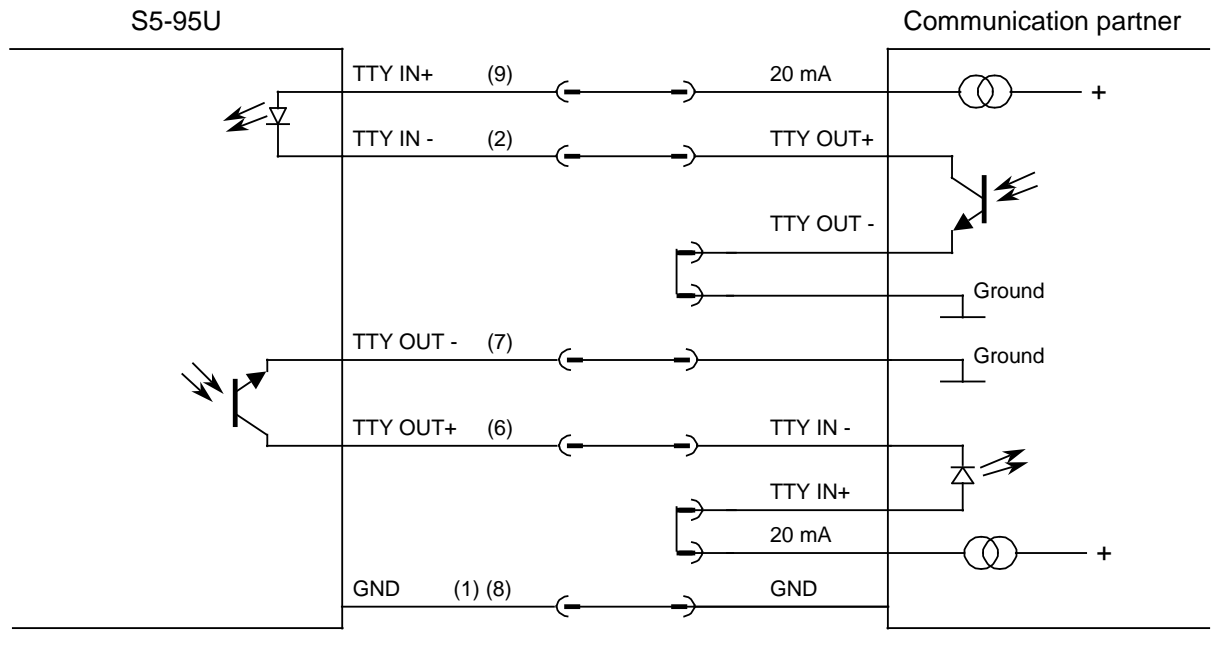 S5-95U Communication partner
TTY IN+ (9) 20 mA +
TTY IN - (2) TTY OUT+
TTY OUT -
Ground
TTY OUT - (7) Ground
TTY OUT+ (6) TTY IN -
TTY IN+
20 mA +
GND (1) (8) GND